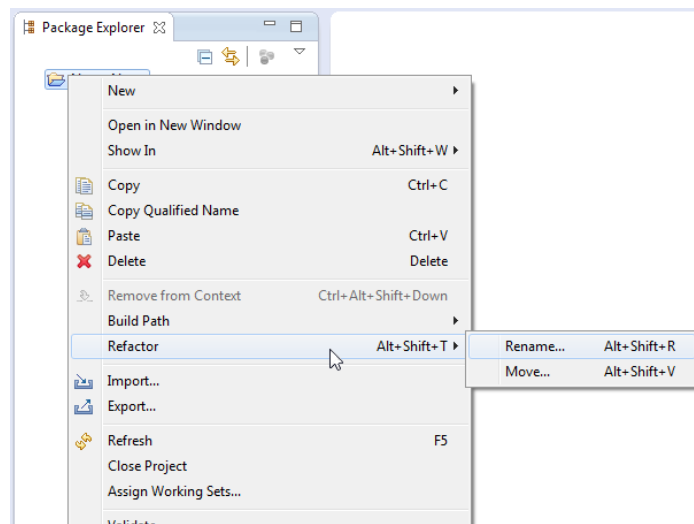 Package Explorer
New
Open in New Window
Show In Alt+Shift+W
Copy Ctrl+C
Copy Qualified Name
Paste Ctrl+V
Delete Delete
Remove from Context Ctrl+Alt+Shift+Down
Build Path
Refactor Alt+Shift+T
Rename... Alt+Shift+R
Move... Alt+Shift+V
Import...
Export...
Refresh F5
Close Project
Assign Working Sets...
Validate